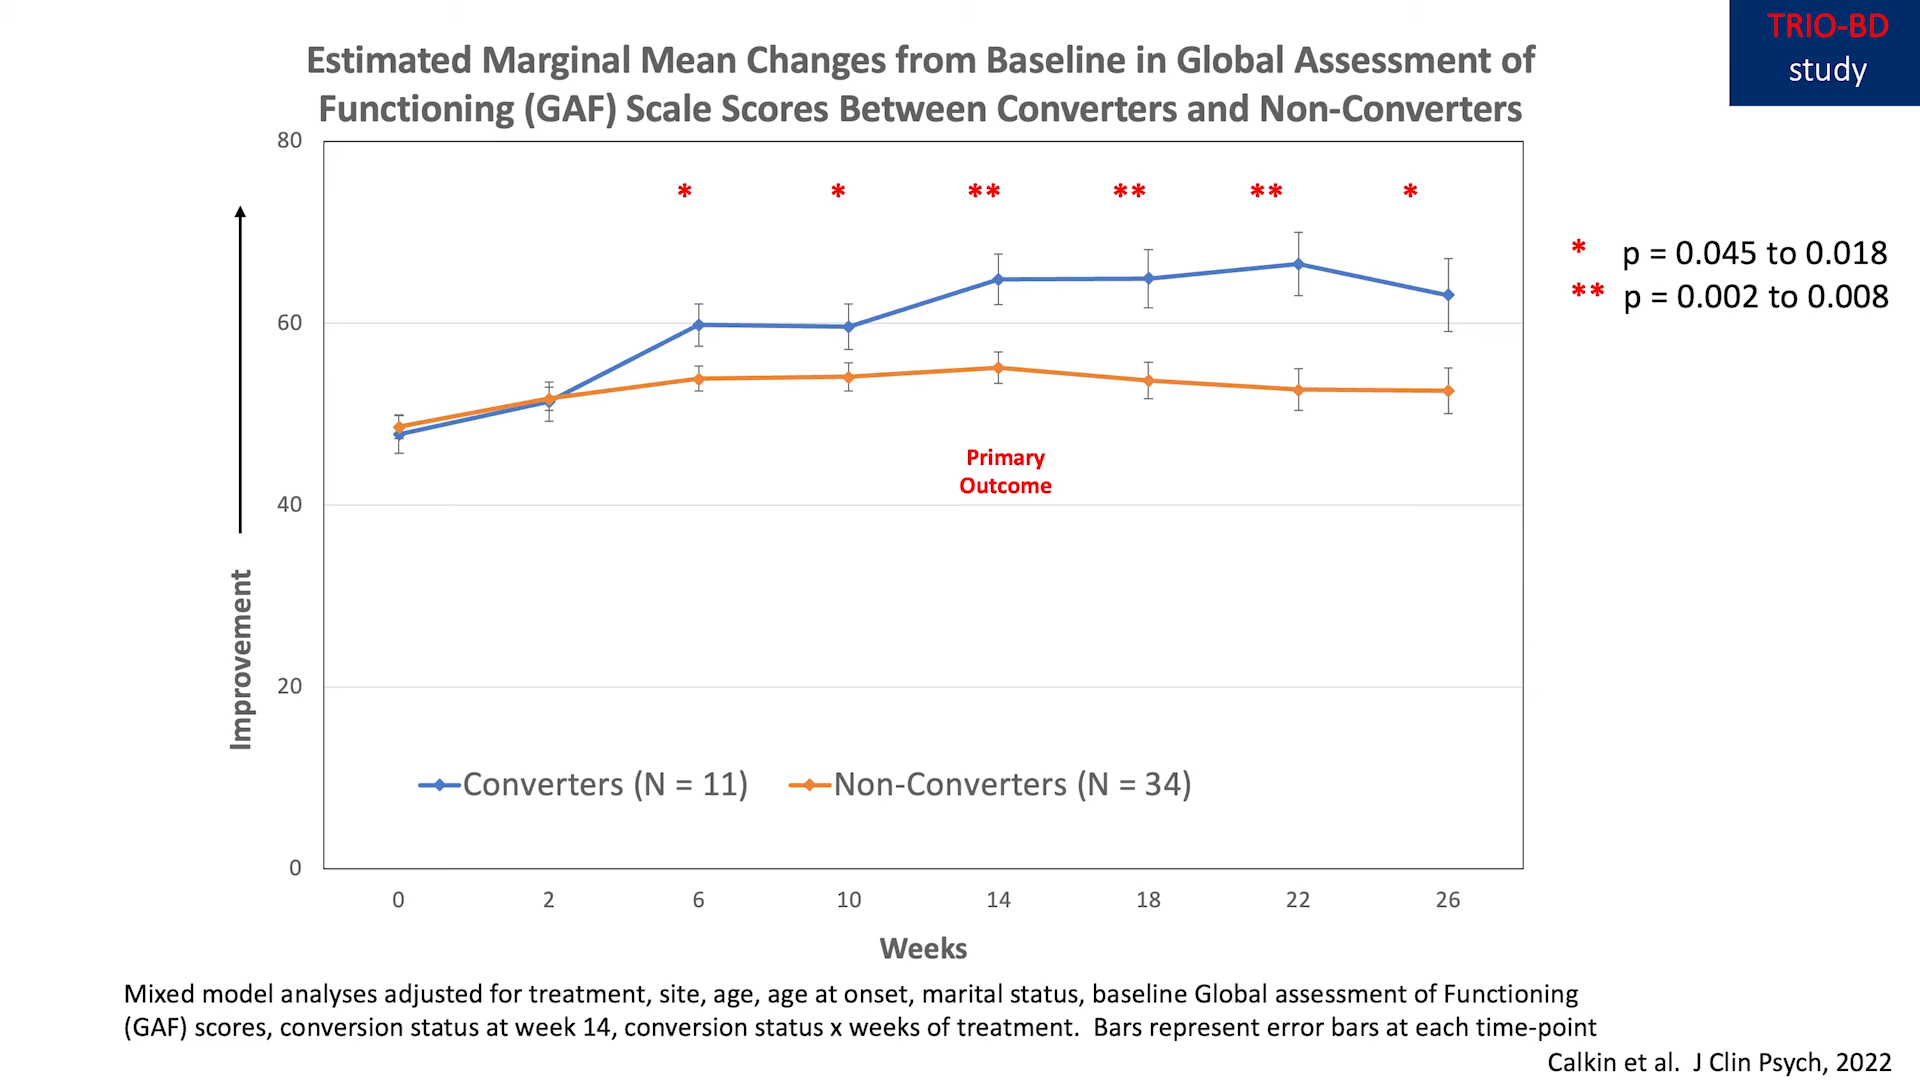 TRIO-BD
study
Estimated Marginal Mean Changes from Baseline in Global Assessment of
Functioning (GAF) Scale Scores Between Converters and Non-Converters
80
* * ** ** ** *
* p = 0.045 to 0.018
** p = 0.002 to 0.008
60
Primary
Outcome
40
Improvement
20
Converters (N = 11) Non-Converters (N = 34)
0
0 2 6 10 14 18 22 26
Weeks
Mixed model analyses adjusted for treatment, site, age, age at onset, marital status, baseline Global assessment of Functioning
(GAF) scores, conversion status at week 14, conversion status x weeks of treatment. Bars represent error bars at each time-point
Calkin et al. J Clin Psych, 2022